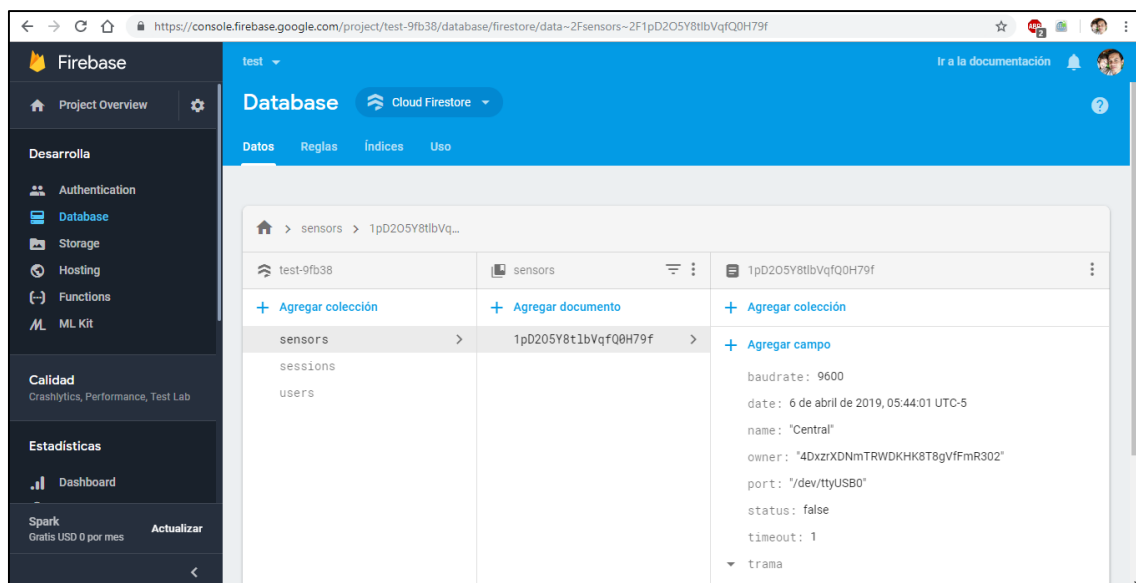 https://console.firebase.google.com/project/test-9fb38/database/firestore/data~2Fsensors~2F1pD2O5Y8tlbVqfQ0H79f
ABP
2
Firebase
Project Overview
Desarrolla
Authentication
Database
Storage
Hosting
Functions
ML Kit
Calidad
Crashlytics, Performance, Test Lab
Estadísticas
Dashboard
Spark
Gratis USD 0 por mes
Actualizar
test
Ir a la documentación
Database
Cloud Firestore
Datos Reglas Índices Uso
sensors 1pD2O5Y8tlbVq...
test-9fb38
Agregar colección
sensors
sessions
users
sensors
Agregar documento
1pD2O5Y8tlbVqfQ0H79f
1pD2O5Y8tlbVqfQ0H79f
Agregar colección
Agregar campo
baudrate: 9600
date: 6 de abril de 2019, 05:44:01 UTC-5
name: "Central"
owner: "4DxzrXDNmTRWDKHK8T8gVfFmR302"
port: "/dev/ttyUSB0"
status: false
timeout: 1
trama